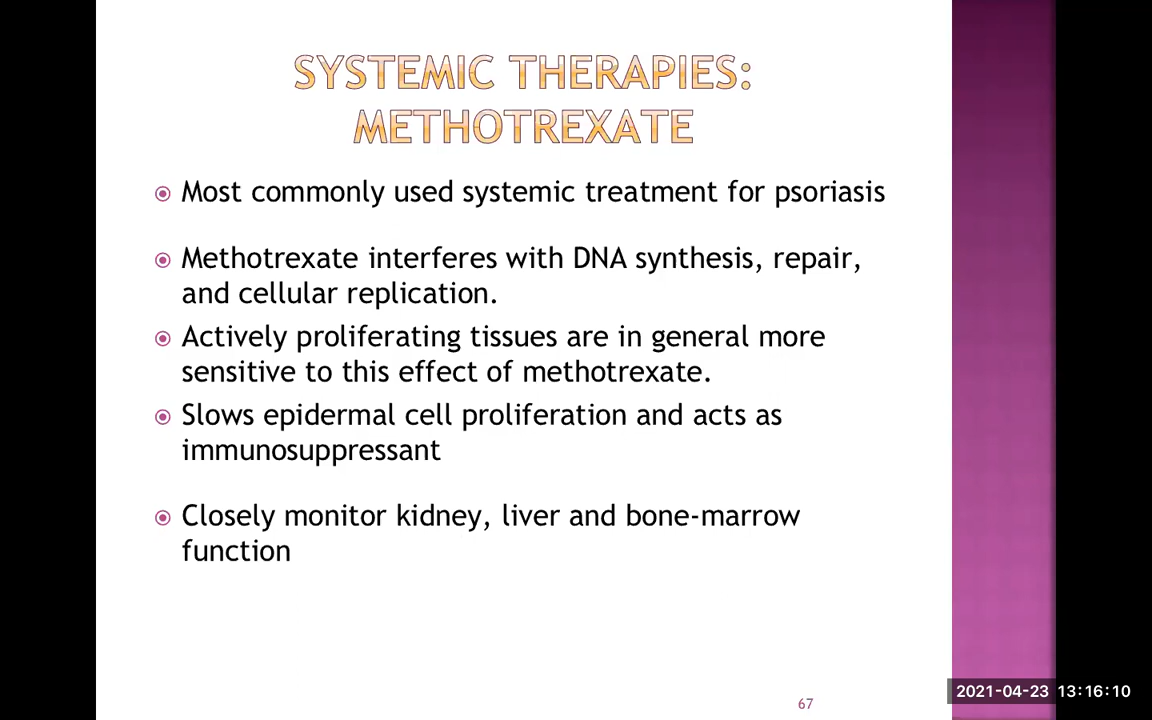 SYSTEMIC THERAPIES:
METHOTREXATE
Most commonly used systemic treatment for psoriasis
Methotrexate interferes with DNA synthesis, repair,
and cellular replication.
Actively proliferating tissues are in general more
sensitive to this effect of methotrexate.
Slows epidermal cell proliferation and acts as
immunosuppressant
Closely monitor kidney, liver and bone-marrow
function
67
2021-04-23 13:16:10